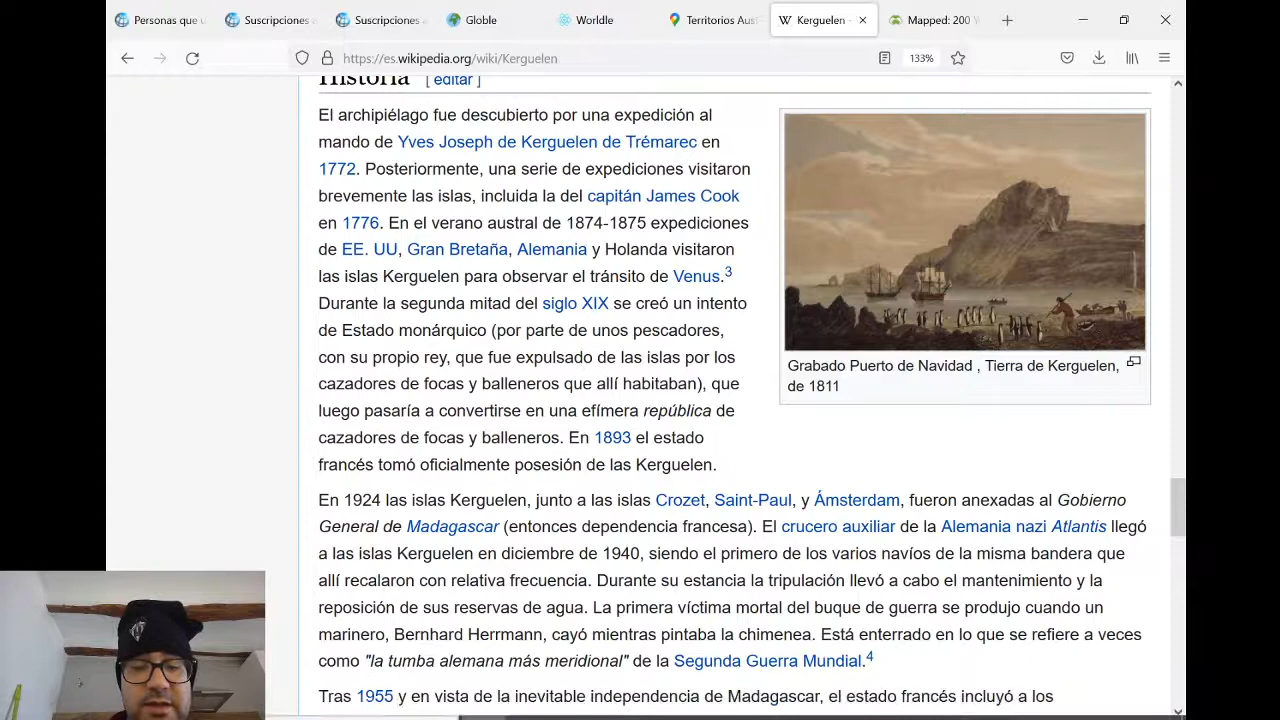 Personas que u
Suscripciones a
Suscripciones a
Globle
Worldle
Territorios Aus
Kerguelen -
Mapped: 200 
https://es.wikipedia.org/wiki/Kerguelen
133%
Historia [ editar ]
El archipiélago fue descubierto por una expedición al
mando de Yves Joseph de Kerguelen de Trémarec en
1772. Posteriormente, una serie de expediciones visitaron
brevemente las islas, incluida la del capitán James Cook
en 1776. En el verano austral de 1874-1875 expediciones
de EE. UU, Gran Bretaña, Alemania y Holanda visitaron
las islas Kerguelen para observar el tránsito de Venus.3
Durante la segunda mitad del siglo XIX se creó un intento
de Estado monárquico (por parte de unos pescadores,
con su propio rey, que fue expulsado de las islas por los
cazadores de focas y balleneros que allí habitaban), que
luego pasaría a convertirse en una efímera república de
cazadores de focas y balleneros. En 1893 el estado
francés tomó oficialmente posesión de las Kerguelen.
Grabado Puerto de Navidad , Tierra de Kerguelen,
de 1811
En 1924 las islas Kerguelen, junto a las islas Crozet, Saint-Paul, y Ámsterdam, fueron anexadas al Gobierno
General de Madagascar (entonces dependencia francesa). El crucero auxiliar de la Alemania nazi Atlantis llegó
a las islas Kerguelen en diciembre de 1940, siendo el primero de los varios navíos de la misma bandera que
allí recalaron con relativa frecuencia. Durante su estancia la tripulación llevó a cabo el mantenimiento y la
reposición de sus reservas de agua. La primera víctima mortal del buque de guerra se produjo cuando un
marinero, Bernhard Herrmann, cayó mientras pintaba la chimenea. Está enterrado en lo que se refiere a veces
como "la tumba alemana más meridional" de la Segunda Guerra Mundial.4
Tras 1955 y en vista de la inevitable independencia de Madagascar, el estado francés incluyó a los